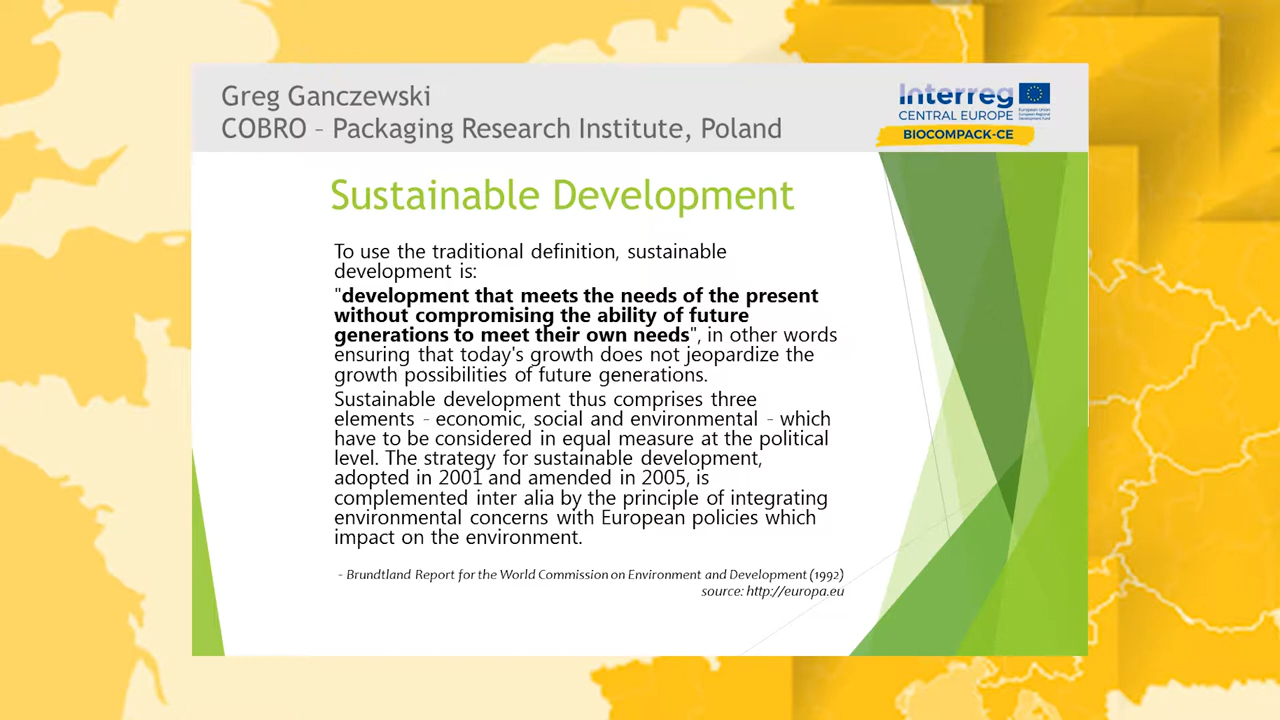 Greg Ganczewski
COBRO – Packaging Research Institute, Poland
Interreg
CENTRAL EUROPE
European Union
European Regional
Development Fund
BIOCOMPACK-CE
Sustainable Development
To use the traditional definition, sustainable
development is:
"development that meets the needs of the present
without compromising the ability of future
generations to meet their own needs", in other words
ensuring that today's growth does not jeopardize the
growth possibilities of future generations.
Sustainable development thus comprises three
elements - economic, social and environmental - which
have to be considered in equal measure at the political
level. The strategy for sustainable development,
adopted in 2001 and amended in 2005, is
complemented inter alia by the principle of integrating
environmental concerns with European policies which
impact on the environment.
- Brundtland Report for the World Commission on Environment and Development (1992)
source: http://europa.eu